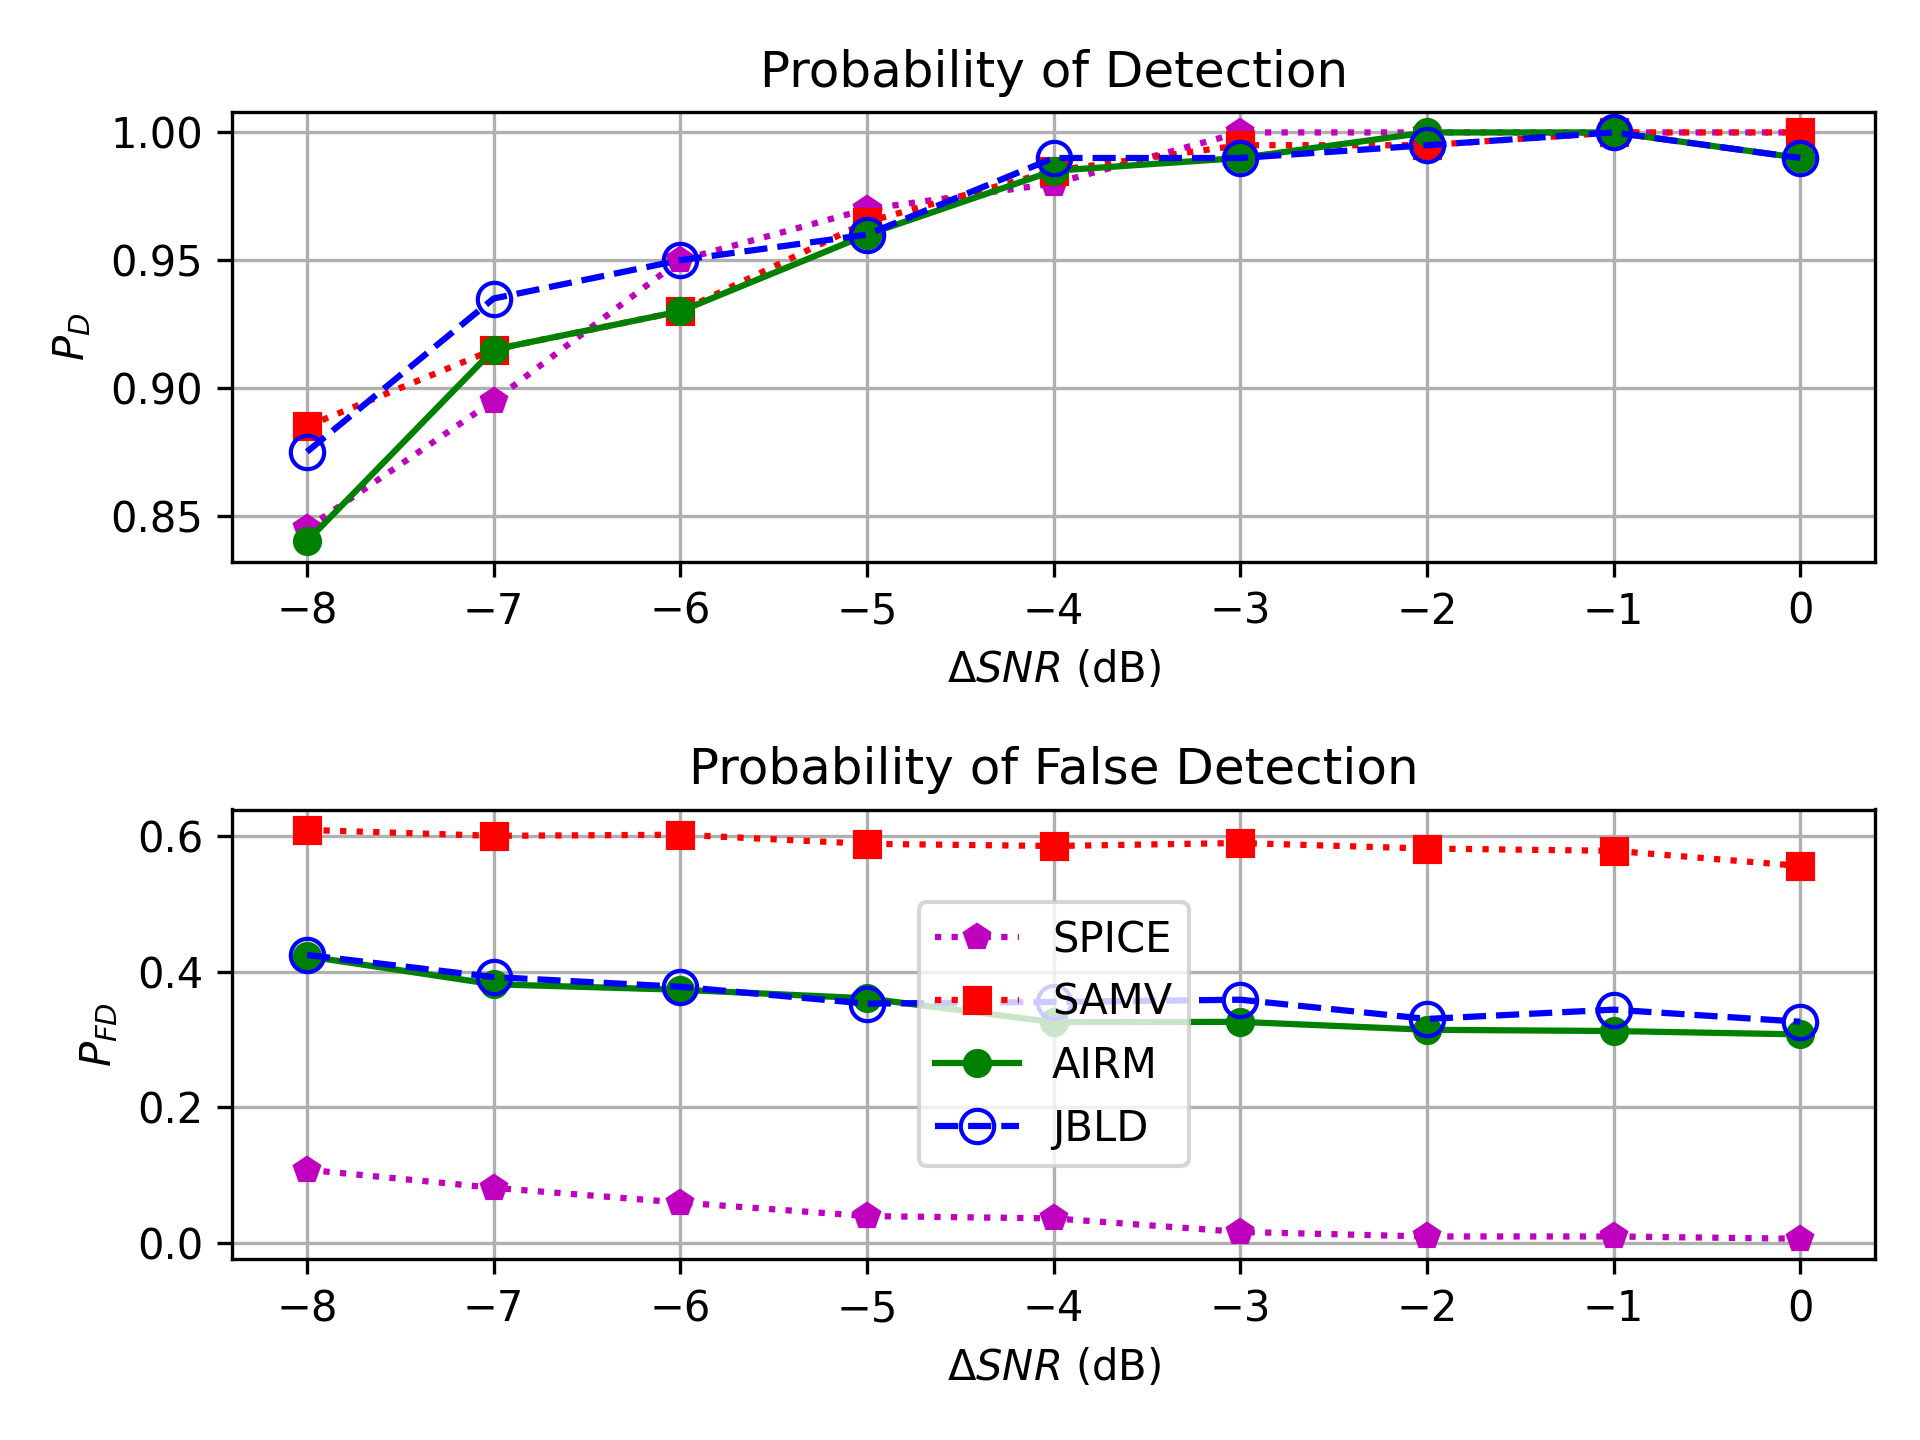 Probability of Detection
1.00
0.95
0.90
0.85
P_D
−8 −7 −6 −5 −4 −3 −2 −1 0
ΔSNR (dB)
Probability of False Detection
0.6
0.4
0.2
0.0
P_FD
SPICE
SAMV
AIRM
JBLD
−8 −7 −6 −5 −4 −3 −2 −1 0
ΔSNR (dB)